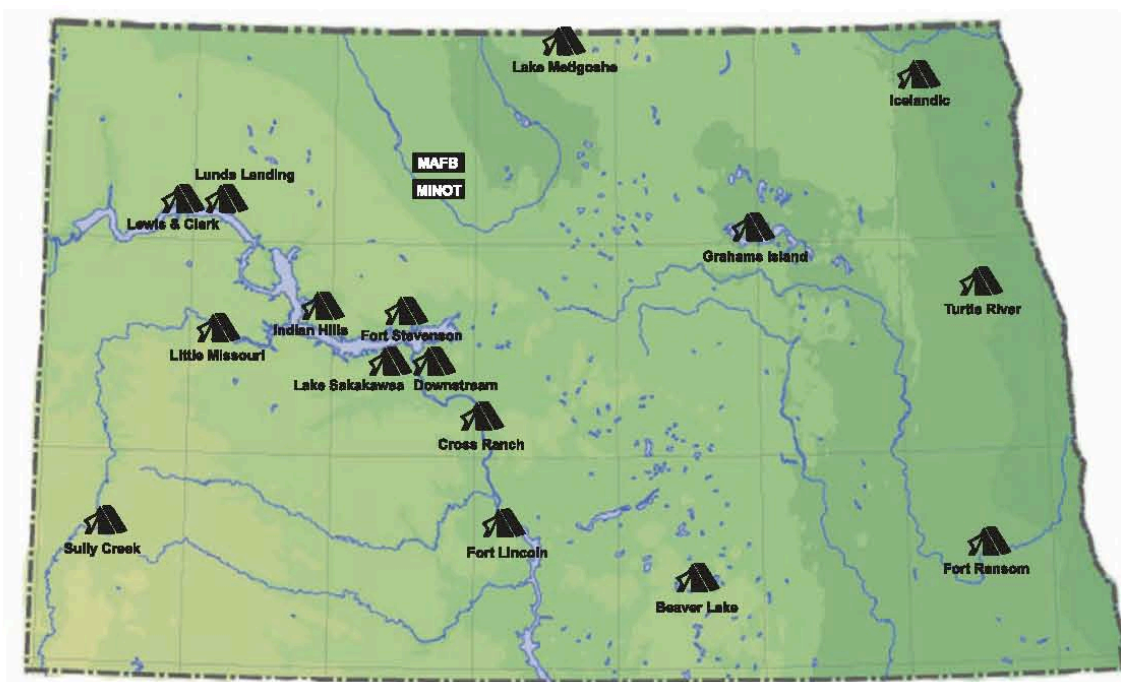 Lake Metigoshe
Icelandic
MAFB
MINOT
Lunds Landing
Lewis & Clark
Grahams Island
Turtle River
Indian Hills
Fort Stevenson
Little Missouri
Lake Sakakawea
Downstream
Cross Ranch
Sully Creek
Fort Lincoln
Fort Ransom
Beaver Lake